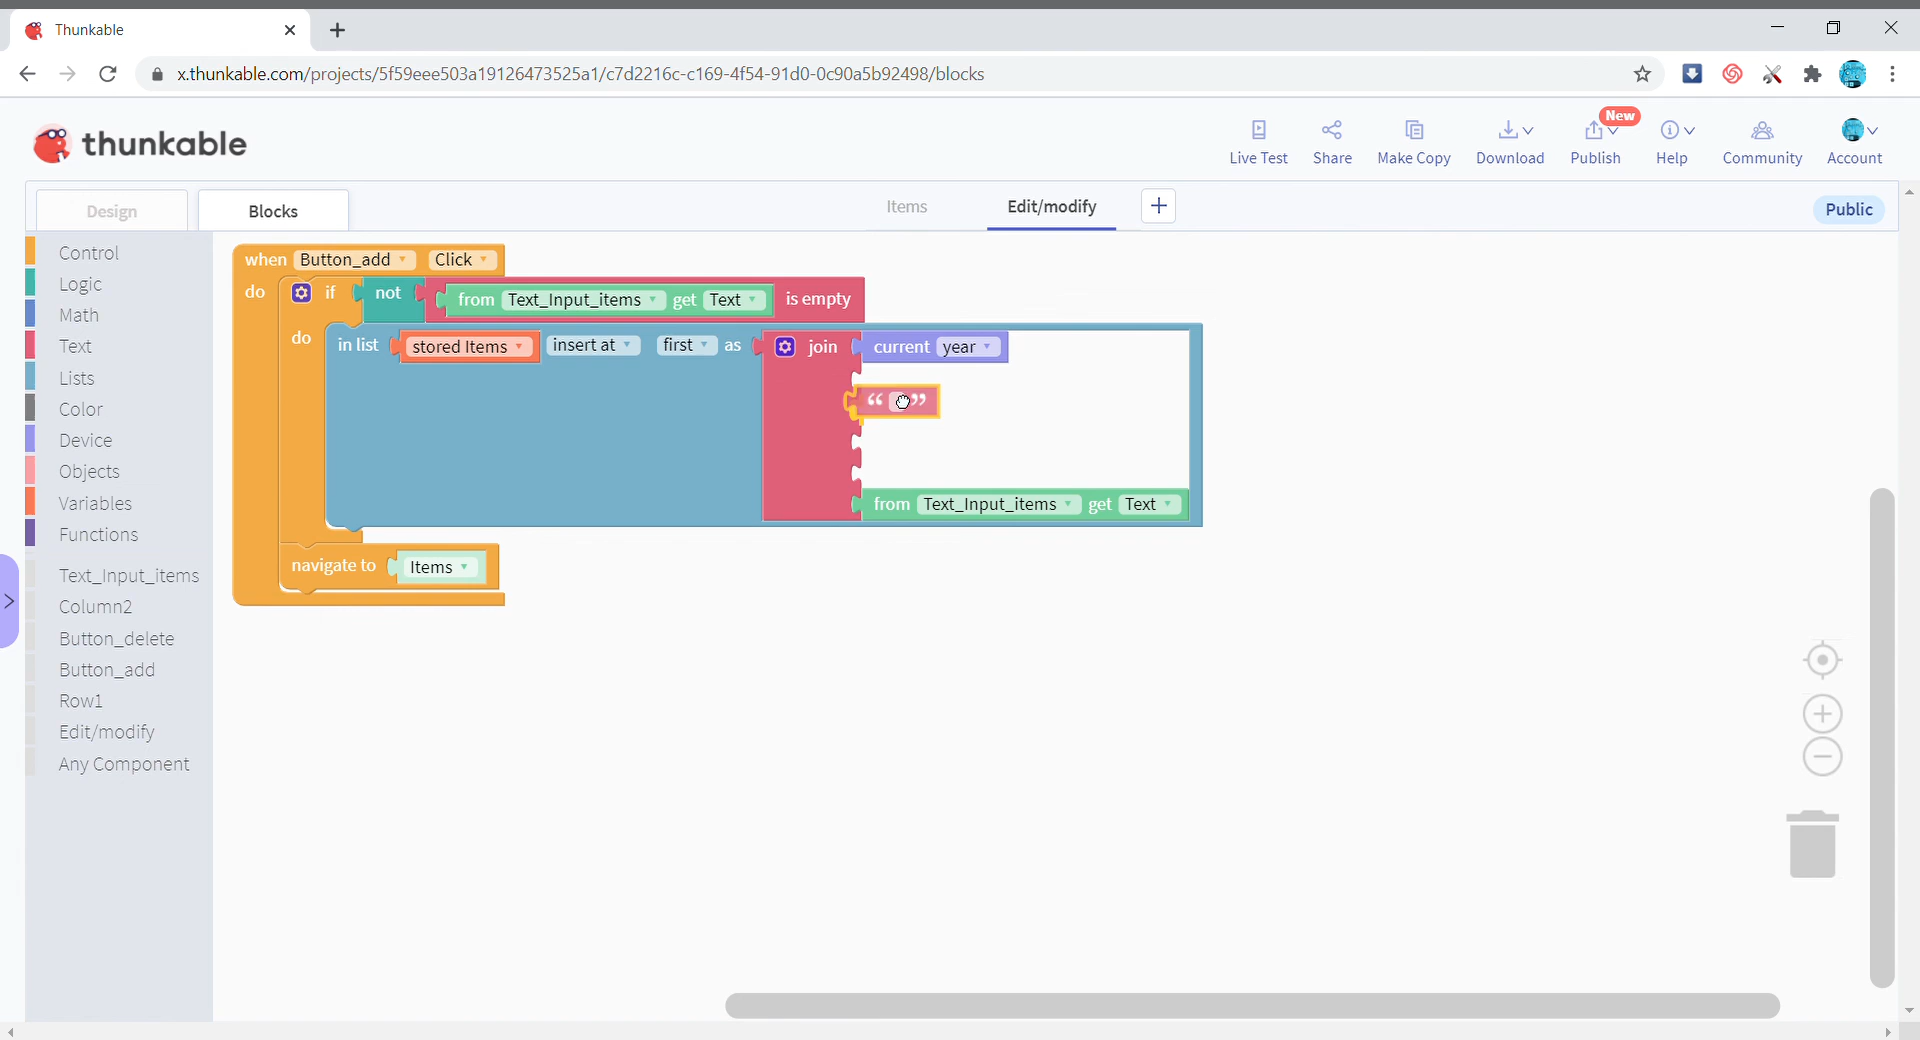 Thunkable
x.thunkable.com/projects/5f59eee503a19126473525a1/c7d2216c-c169-4f54-91d0-0c90a5b92498/blocks
thunkable
New
Live Test Share Make Copy Download Publish Help Community Account
Design Blocks Items Edit/modify Public
Control
Logic
Math
Text
Lists
Color
Device
Objects
Variables
Functions
Text_Input_items
Column2
Button_delete
Button_add
Row1
Edit/modify
Any Component
when Button_add Click
do if not from Text_Input_items get Text is empty
do in list stored Items insert at first as join current year
“ ”
from Text_Input_items get Text
navigate to Items